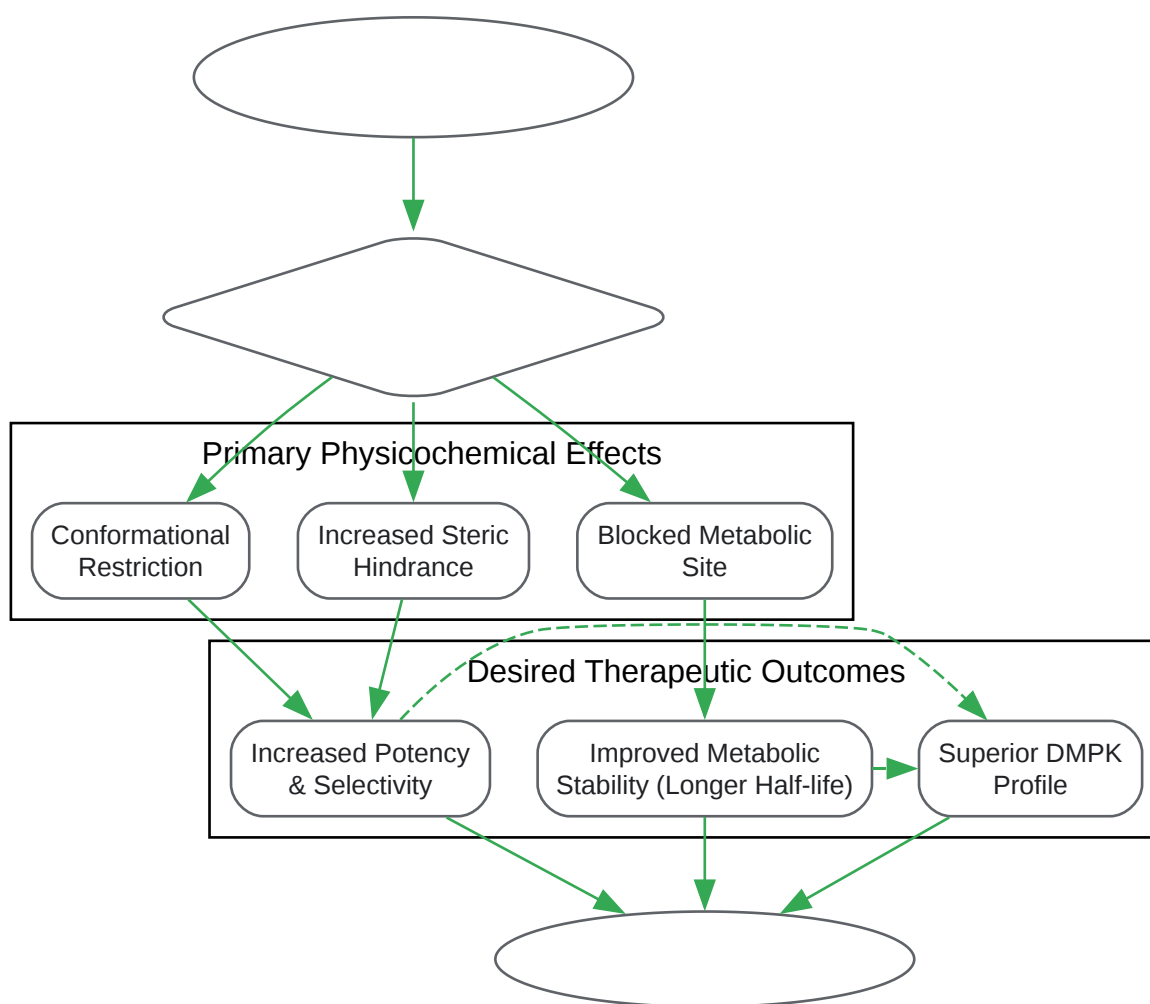 Primary Physicochemical Effects
Conformational
Restriction
Increased Steric
Hindrance
Blocked Metabolic
Site
Desired Therapeutic Outcomes
Increased Potency
& Selectivity
Improved Metabolic
Stability (Longer Half-life)
Superior DMPK
Profile